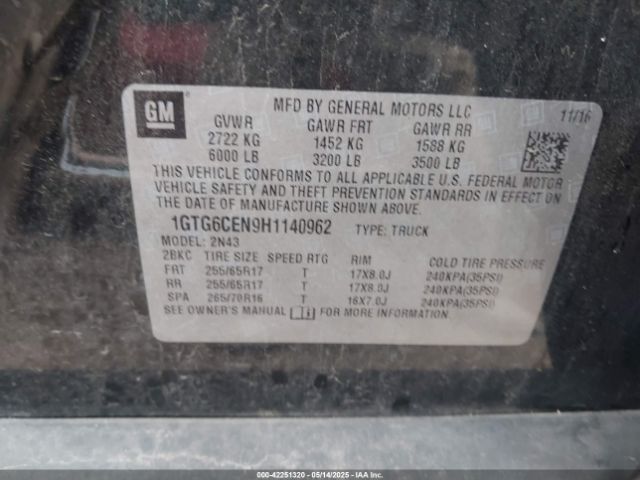 GM
MFD BY GENERAL MOTORS LLC
11/16
GVWR GAWR FRT GAWR RR
2722 KG 1452 KG 1588 KG
6000 LB 3200 LB 3500 LB
THIS VEHICLE CONFORMS TO ALL APPLICABLE U.S. FEDERAL MOTOR
VEHICLE SAFETY AND THEFT PREVENTION STANDARDS IN EFFECT ON
THE DATE OF MANUFACTURE SHOWN ABOVE.
1GTG6CEN9H1140962 TYPE: TRUCK
MODEL: 2N43
2BKC TIRE SIZE SPEED RTG RIM COLD TIRE PRESSURE
FRT 255/65R17 T 17X8.0J 240KPA(35PSI)
RR 255/65R17 T 17X8.0J 240KPA(35PSI)
SPA 265/70R16 T 16X7.0J 240KPA(35PSI)
SEE OWNER'S MANUAL FOR MORE INFORMATION.
000-42251320 05/14/2025 IAAI.COM